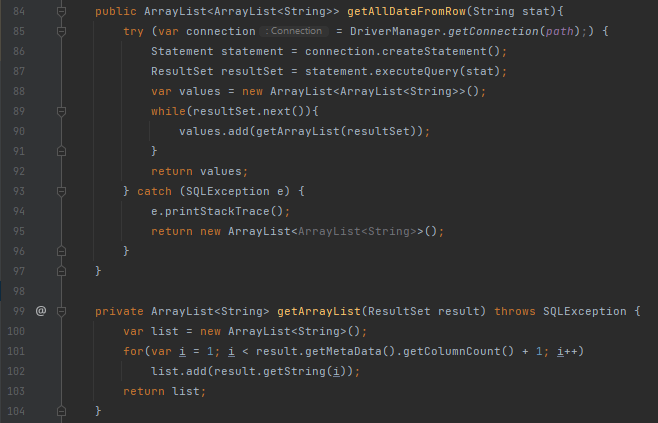 84 public ArrayList<ArrayList<String>> getAllDataFromRow(String stat){
85 try (var connection : Connection = DriverManager.getConnection(path);) {
86 Statement statement = connection.createStatement();
87 ResultSet resultSet = statement.executeQuery(stat);
88 var values = new ArrayList<ArrayList<String>>();
89 while(resultSet.next()){
90 values.add(getArrayList(resultSet));
91 }
92 return values;
93 } catch (SQLException e) {
94 e.printStackTrace();
95 return new ArrayList<ArrayList<String>>();
96 }
97 }
98
99 @ private ArrayList<String> getArrayList(ResultSet result) throws SQLException {
100 var list = new ArrayList<String>();
101 for(var i = 1; i < result.getMetaData().getColumnCount() + 1; i++)
102 list.add(result.getString(i));
103 return list;
104 }